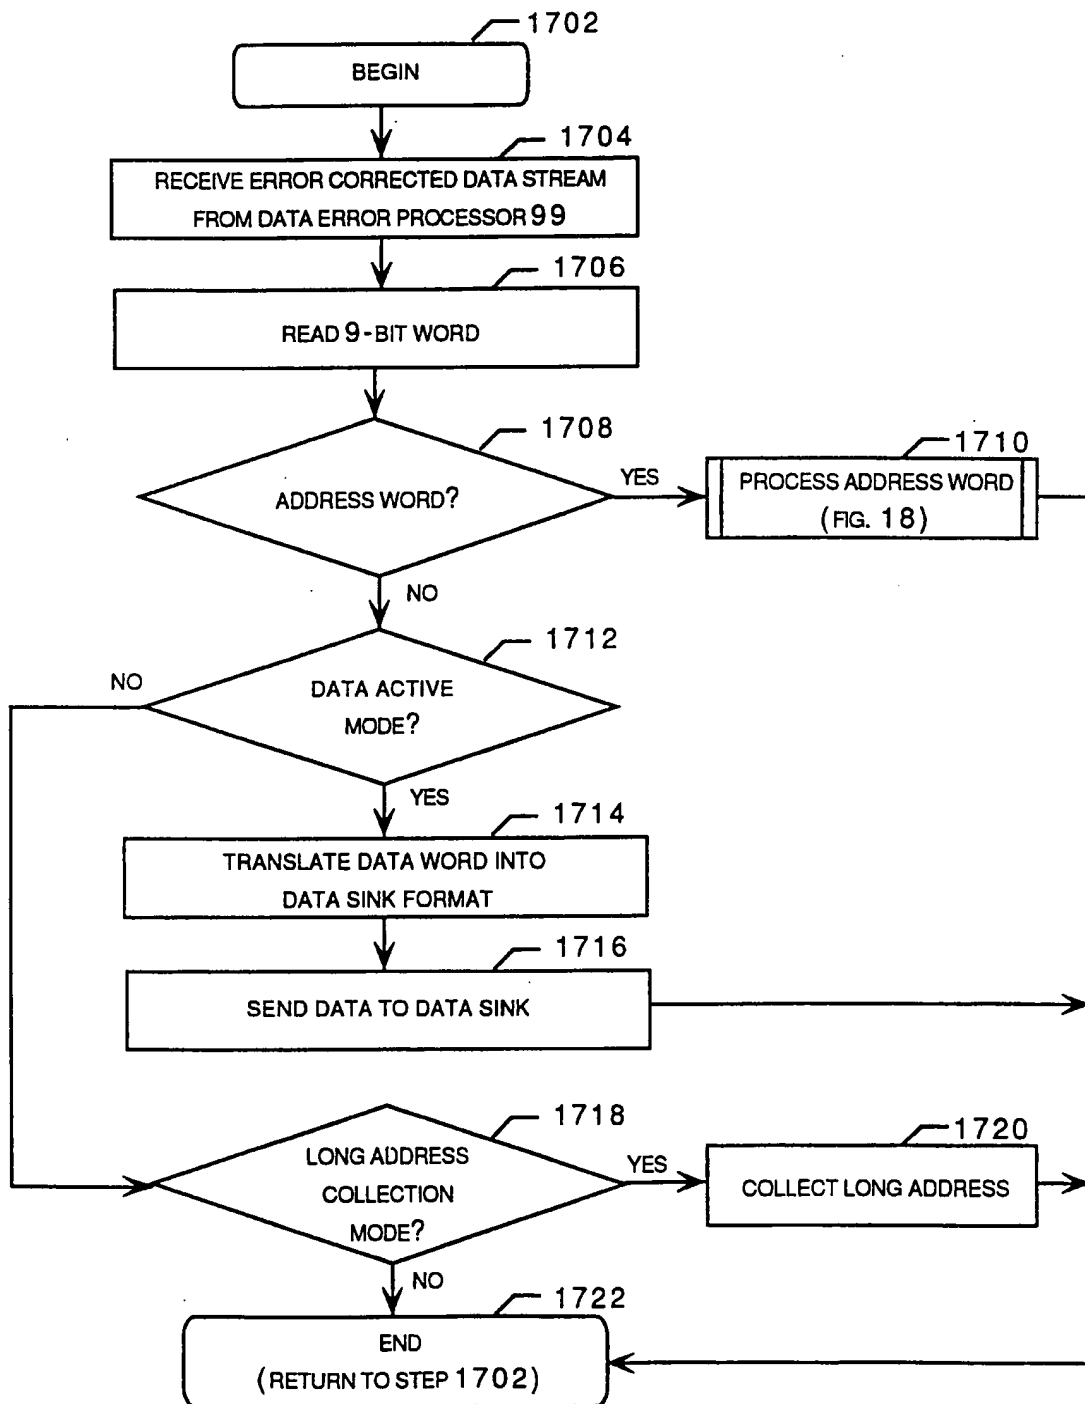 1702
BEGIN
1704
RECEIVE ERROR CORRECTED DATA STREAM
FROM DATA ERROR PROCESSOR 99
1706
READ 9-BIT WORD
1708
ADDRESS WORD?
YES
1710
PROCESS ADDRESS WORD
(FIG. 18)
NO
1712
DATA ACTIVE
MODE?
NO
YES
1714
TRANSLATE DATA WORD INTO
DATA SINK FORMAT
1716
SEND DATA TO DATA SINK
1718
LONG ADDRESS
COLLECTION
MODE?
YES
1720
COLLECT LONG ADDRESS
NO
1722
END
(RETURN TO STEP 1702)